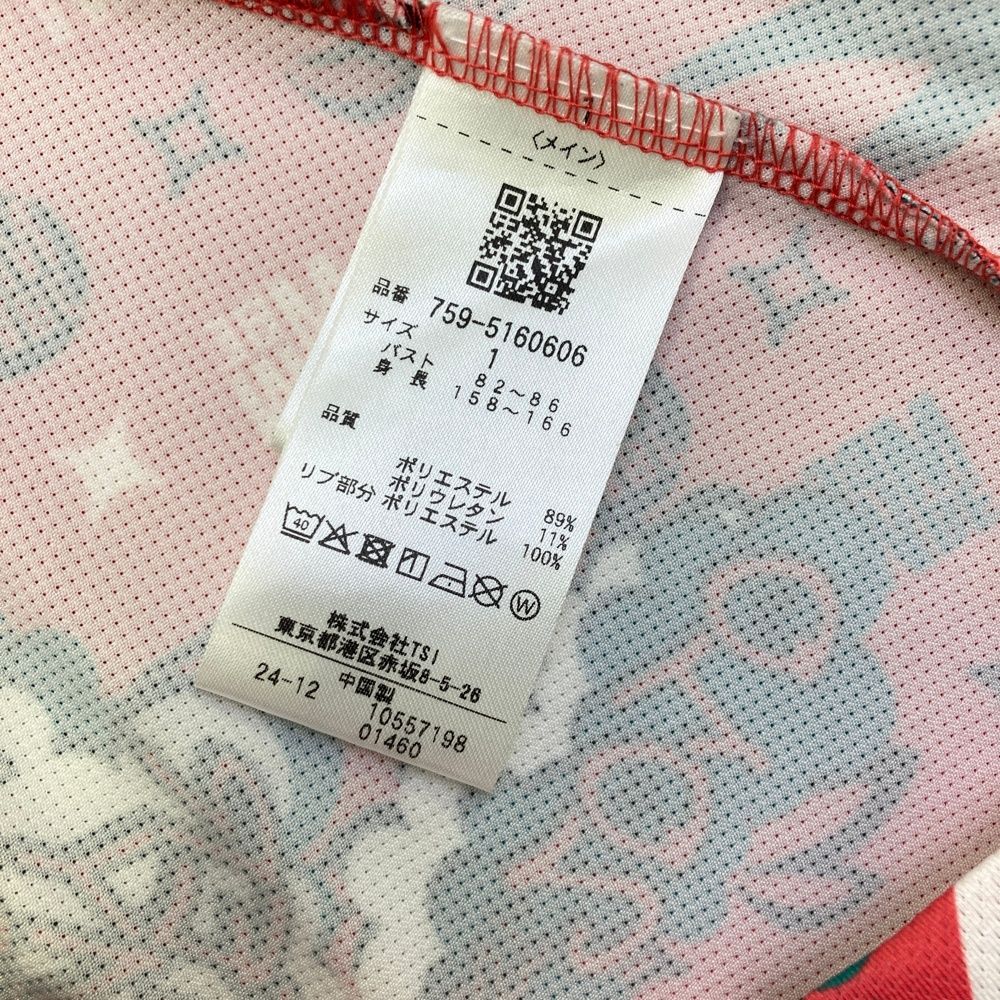 1
〈メイン〉
品番 759-5160606
サイズ 1
バスト 82～86
身長 158～166
品質
ポリエステル 89%
ポリウレタン 11%
リブ部分 ポリエステル 100%
40
W
株式会社TSI
東京都港区赤坂8-5-26
24-12 中国製
10557198
01460